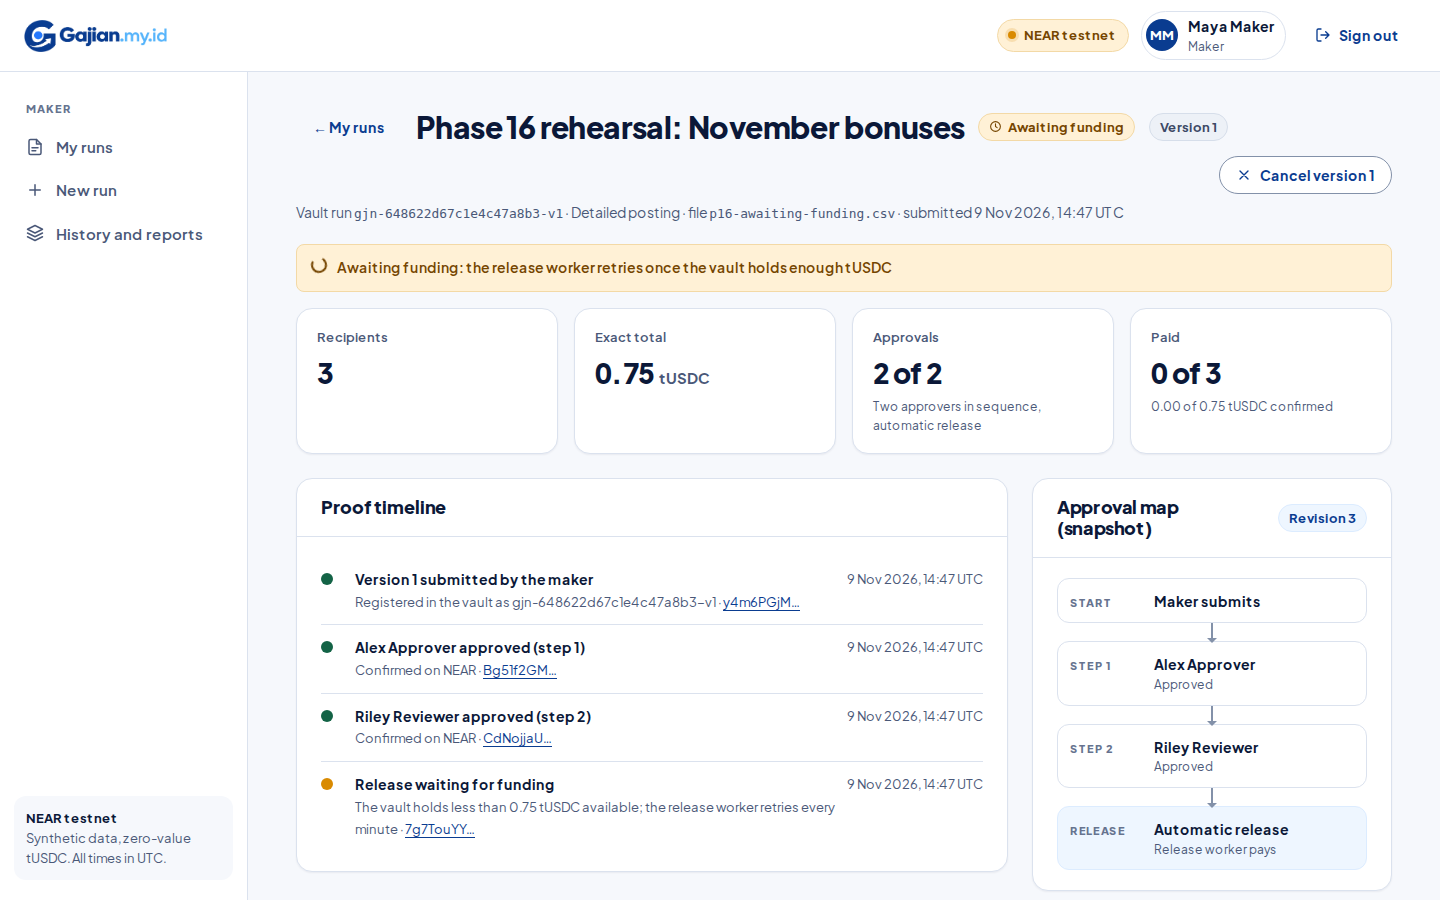 Gajian.my.id
NEAR testnet
MM
Maya Maker
Maker
Sign out
MAKER
My runs
New run
History and reports
NEAR testnet
Synthetic data, zero-value
tUSDC. All times in UTC.
← My runs
Phase 16 rehearsal: November bonuses
Awaiting funding
Version 1
Cancel version 1
Vault run gjn-648622d67c1e4c47a8b3-v1 · Detailed posting · file p16-awaiting-funding.csv · submitted 9 Nov 2026, 14:47 UTC
Awaiting funding: the release worker retries once the vault holds enough tUSDC
Recipients
3
Exact total
0.75 tUSDC
Approvals
2 of 2
Two approvers in sequence,
automatic release
Paid
0 of 3
0.00 of 0.75 tUSDC confirmed
Proof timeline
Version 1 submitted by the maker
9 Nov 2026, 14:47 UTC
Registered in the vault as gjn-648622d67c1e4c47a8b3-v1 · y4m6PGjM…
Alex Approver approved (step 1)
9 Nov 2026, 14:47 UTC
Confirmed on NEAR · Bg51f2GM…
Riley Reviewer approved (step 2)
9 Nov 2026, 14:47 UTC
Confirmed on NEAR · CdNojjaU…
Release waiting for funding
9 Nov 2026, 14:47 UTC
The vault holds less than 0.75 tUSDC available; the release worker retries every
minute · 7g7TouYY…
Approval map
(snapshot)
Revision 3
START
Maker submits
STEP 1
Alex Approver
Approved
STEP 2
Riley Reviewer
Approved
RELEASE
Automatic release
Release worker pays